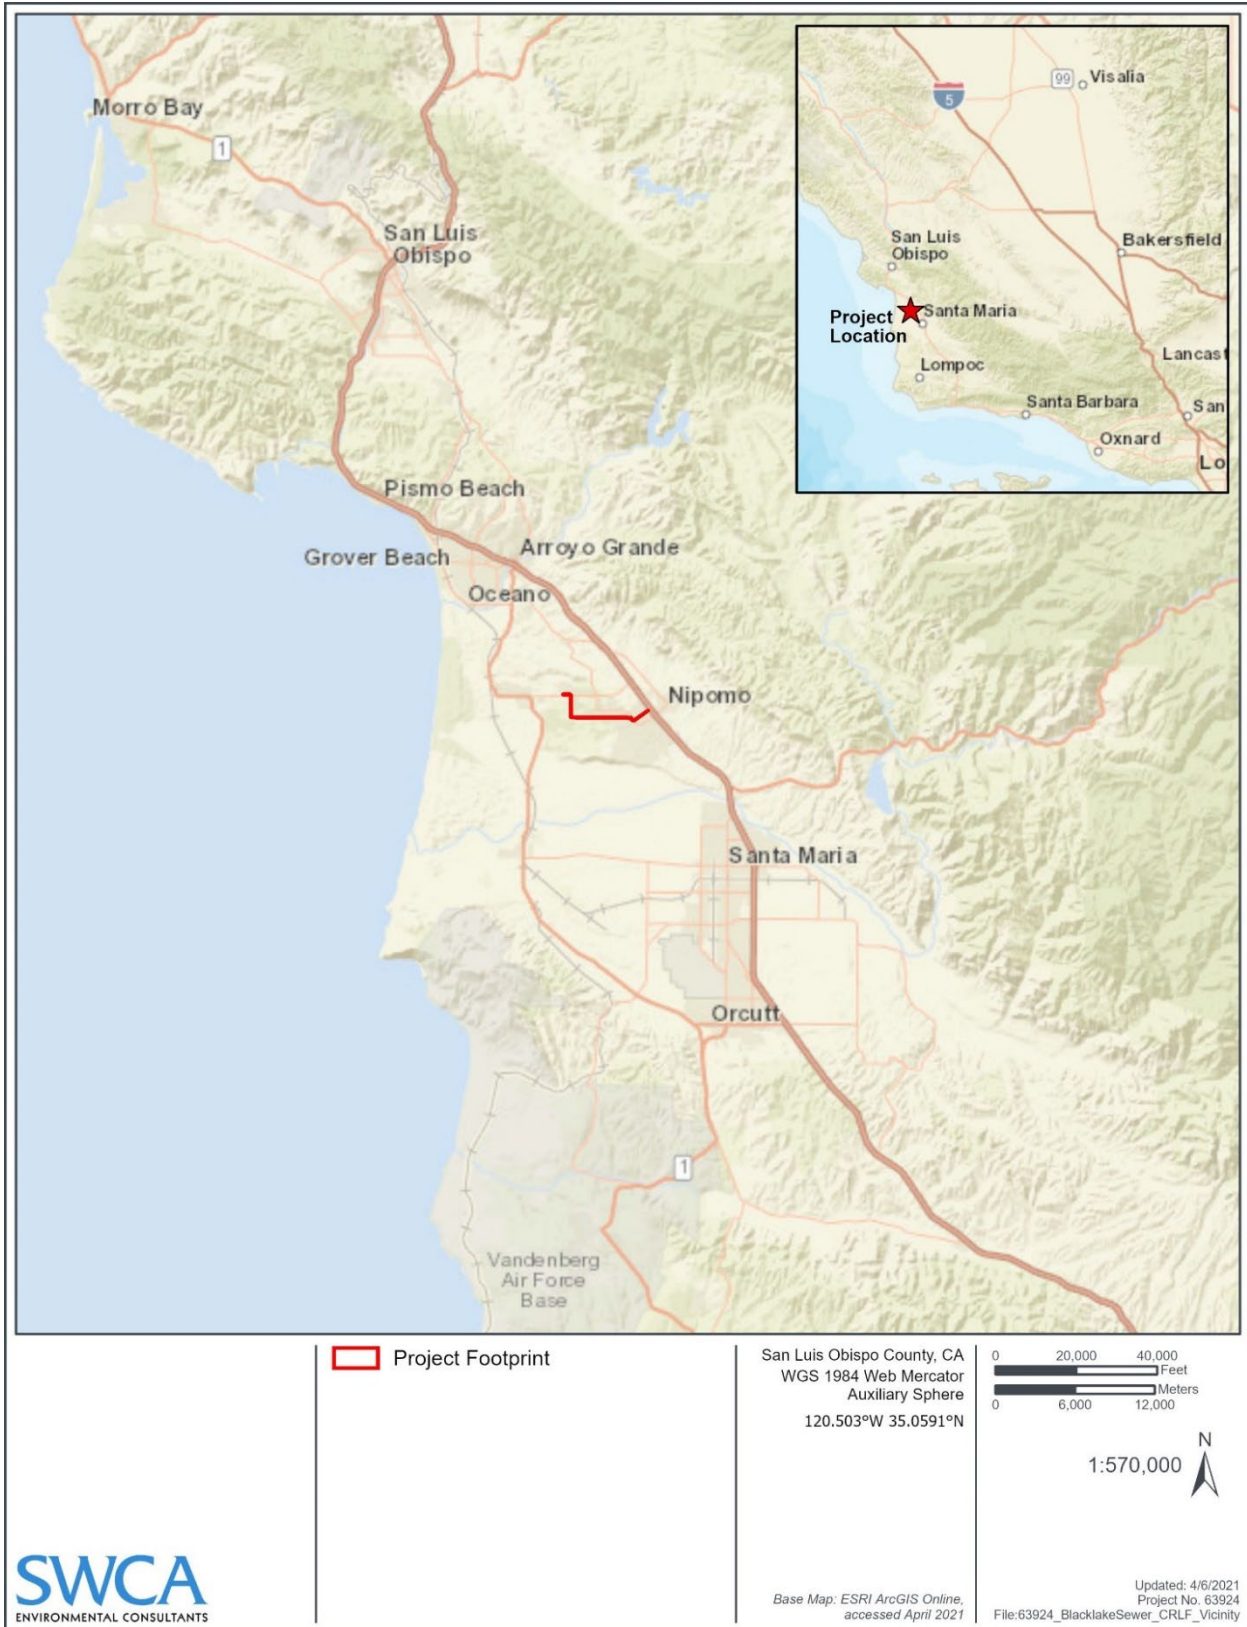 Morro Bay
1
San Luis
Obispo
Pismo Beach
Grover Beach
Arroyo Grande
Oceano
Nipomo
Santa Maria
Orcutt
1
Vandenberg
Air Force
Base
5
99
Visalia
San Luis
Obispo
Bakersfield
Project
Location
Santa Maria
Lancast
Lompoc
Santa Barbara
San
Oxnard
Lo
Project Footprint
San Luis Obispo County, CA
WGS 1984 Web Mercator
Auxiliary Sphere
120.503°W 35.0591°N
0 20,000 40,000
Feet
Meters
0 6,000 12,000
N
1:570,000
SWCA
ENVIRONMENTAL CONSULTANTS
Base Map: ESRI ArcGIS Online,
accessed April 2021
Updated: 4/6/2021
Project No. 63924
File:63924_BlacklakeSewer_CRLF_Vicinity